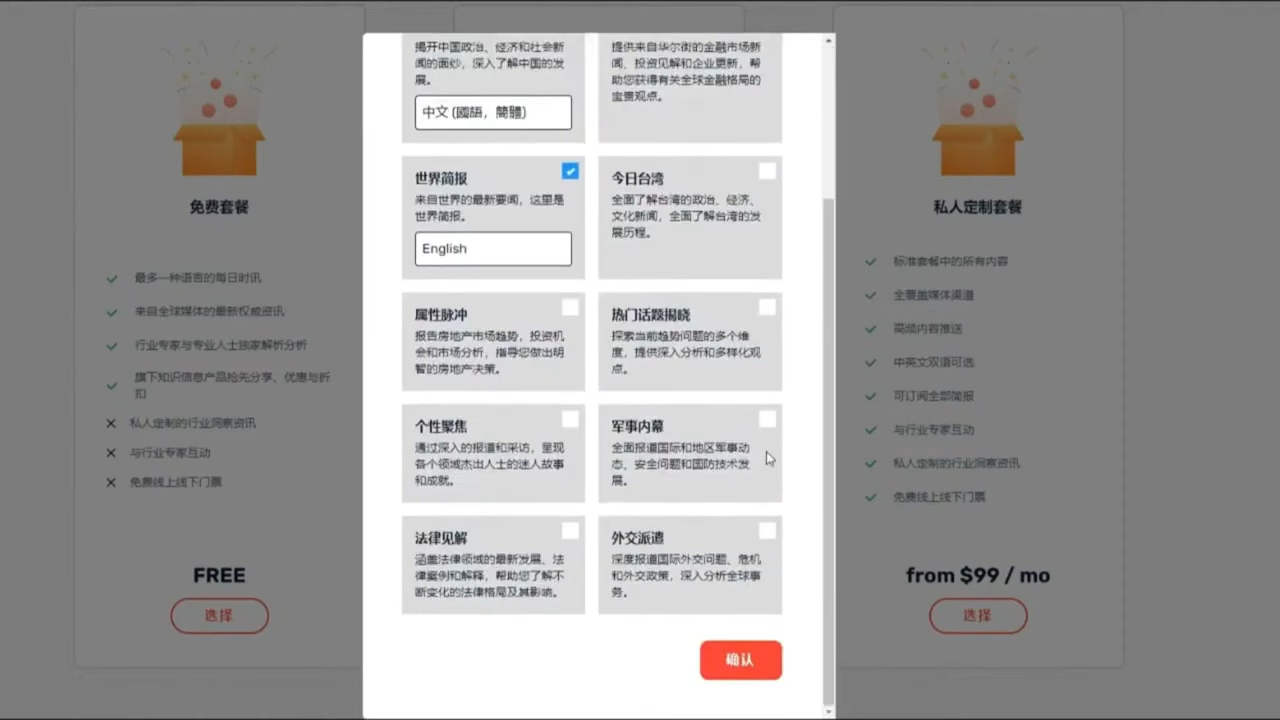 免费套餐
最多一种语言的每日时讯
来自全球媒体的最新权威资讯
行业专家与专业人士独家解析分析
旗下知识信息产品抢先分享、优惠与折
扣
私人定制的行业洞察资讯
与行业专家互动
免费线上线下门票
FREE
选择
揭开中国政治、经济和社会新
闻的面纱，深入了解中国的发
展。
中文 (國語，簡體)
提供来自华尔街的金融市场新
闻、投资见解和企业更新，帮
助您获得有关全球金融格局的
宝贵观点。
世界简报
来自世界的最新要闻，这里是
世界简报。
English
今日台湾
全面了解台湾的政治、经济、
文化新闻，全面了解台湾的发
展历程。
属性脉冲
报告房地产市场趋势，投资机
会和市场分析，指导您做出明
智的房地产决策。
热门话题揭晓
探索当前趋势问题的多个维
度，提供深入分析和多样化观
点。
个性聚焦
通过深入的报道和采访，呈现
各个领域杰出人士的迷人故事
和成就。
军事内幕
全面报道国际和地区军事动
态、安全问题和国防技术发
展。
法律见解
涵盖法律领域的最新发展、法
律案例和解释，帮助您了解不
断变化的法律格局及其影响。
外交派遣
深度报道国际外交问题、危机
和外交政策，深入分析全球事
务。
确认
私人定制套餐
标准套餐中的所有内容
全覆盖媒体渠道
高频内容推送
中英文双语可选
可订阅全部简报
与行业专家互动
私人定制的行业洞察资讯
免费线上线下门票
from $99 / mo
选择